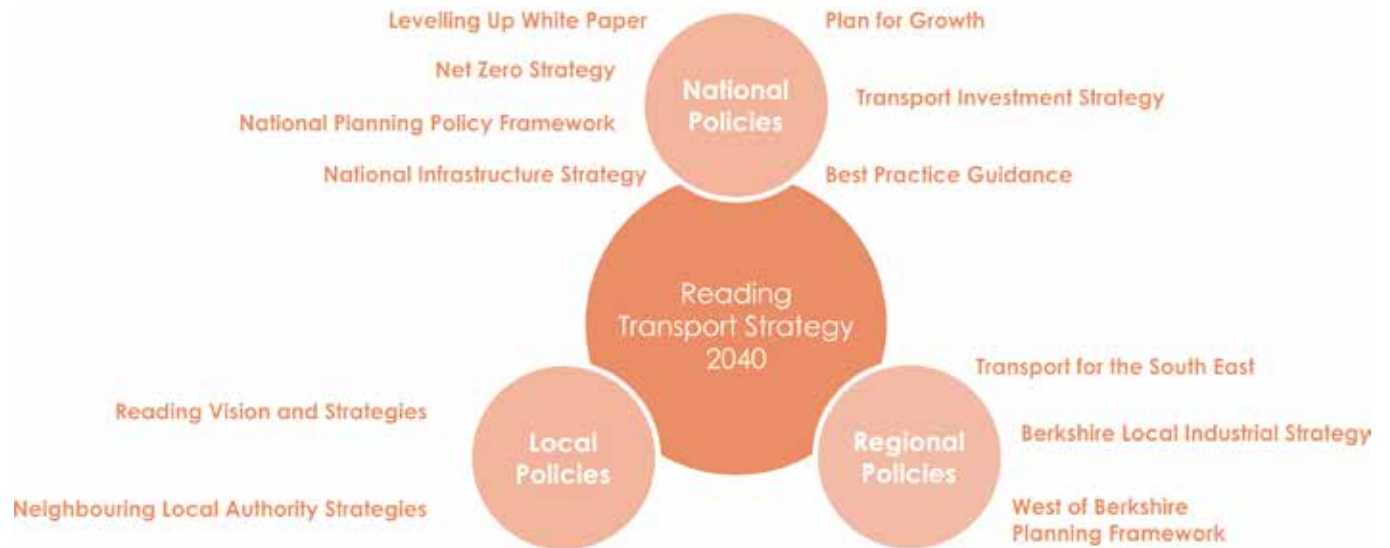 Levelling Up White Paper
Plan for Growth
Net Zero Strategy
National
Policies
Transport Investment Strategy
National Planning Policy Framework
National Infrastructure Strategy
Best Practice Guidance
Reading
Transport Strategy
2040
Transport for the South East
Reading Vision and Strategies
Local
Policies
Regional
Policies
Berkshire Local Industrial Strategy
Neighbouring Local Authority Strategies
West of Berkshire
Planning Framework